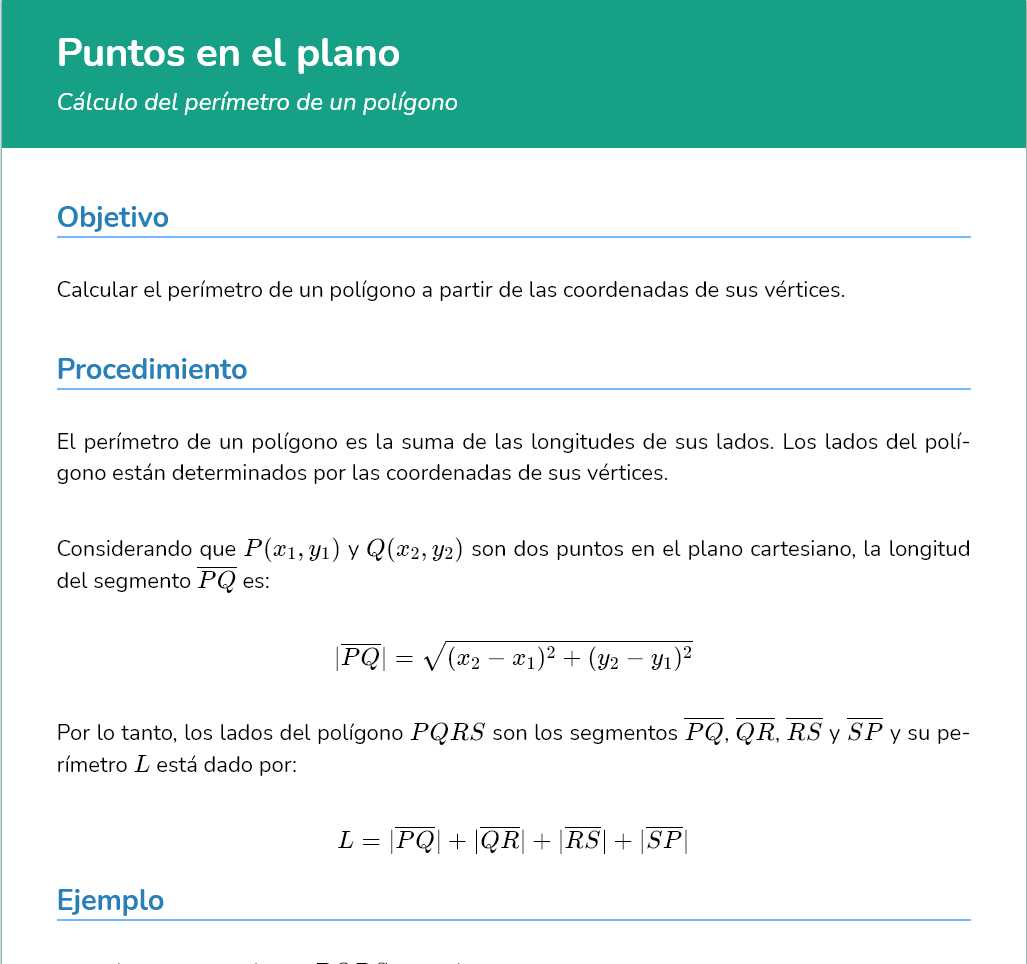 Puntos en el plano
Cálculo del perímetro de un polígono
Objetivo
Calcular el perímetro de un polígono a partir de las coordenadas de sus vértices.
Procedimiento
El perímetro de un polígono es la suma de las longitudes de sus lados. Los lados del polí-
gono están determinados por las coordenadas de sus vértices.
Considerando que $P(x_1, y_1)$ y $Q(x_2, y_2)$ son dos puntos en el plano cartesiano, la longitud
del segmento $\overline{PQ}$ es:
$|\overline{PQ}| = \sqrt{(x_2 - x_1)^2 + (y_2 - y_1)^2}$
Por lo tanto, los lados del polígono $PQRS$ son los segmentos $\overline{PQ}$, $\overline{QR}$, $\overline{RS}$ y $\overline{SP}$ y su pe-
rímetro $L$ está dado por:
$L = |\overline{PQ}| + |\overline{QR}| + |\overline{RS}| + |\overline{SP}|$
Ejemplo